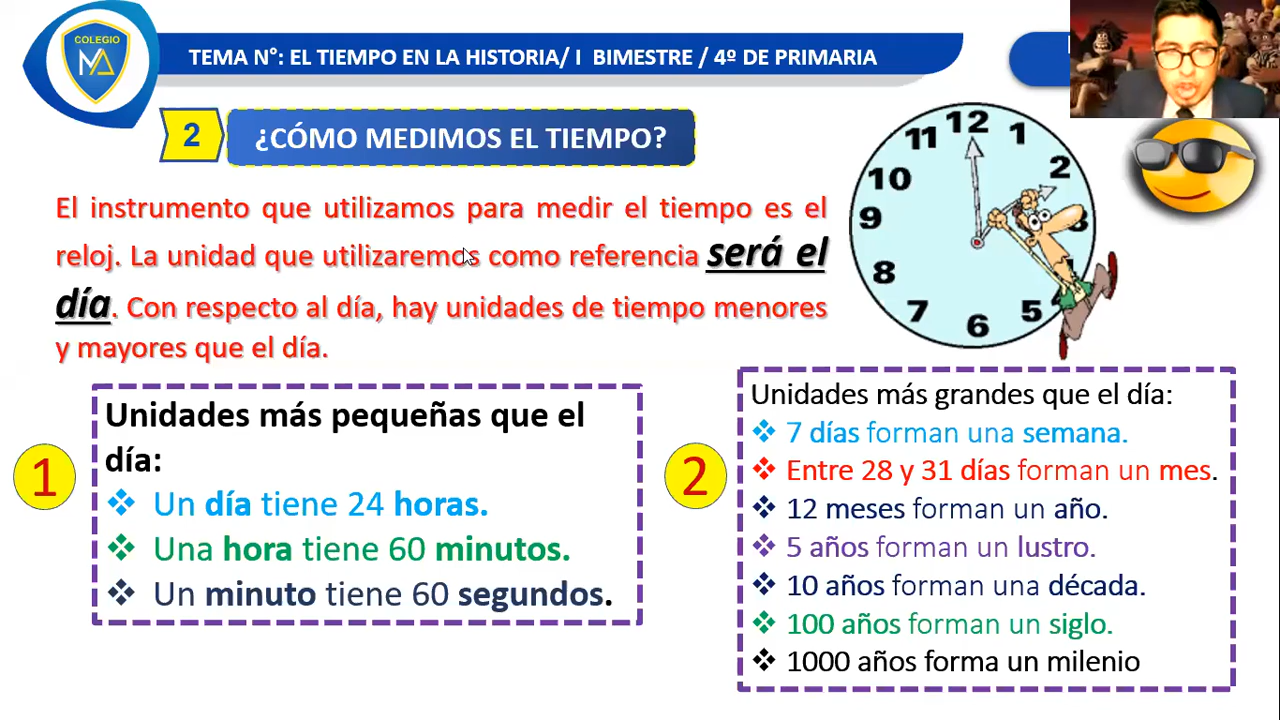 COLEGIO
MA
TEMA N°: EL TIEMPO EN LA HISTORIA/ I BIMESTRE / 4º DE PRIMARIA
2
¿CÓMO MEDIMOS EL TIEMPO?
El instrumento que utilizamos para medir el tiempo es el
reloj. La unidad que utilizaremos como referencia será el
día. Con respecto al día, hay unidades de tiempo menores
y mayores que el día.
12
1
2
3
4
5
6
7
8
9
10
11
1
Unidades más pequeñas que el
día:
❖ Un día tiene 24 horas.
❖ Una hora tiene 60 minutos.
❖ Un minuto tiene 60 segundos.
2
Unidades más grandes que el día:
❖ 7 días forman una semana.
❖ Entre 28 y 31 días forman un mes.
❖ 12 meses forman un año.
❖ 5 años forman un lustro.
❖ 10 años forman una década.
❖ 100 años forman un siglo.
❖ 1000 años forma un milenio